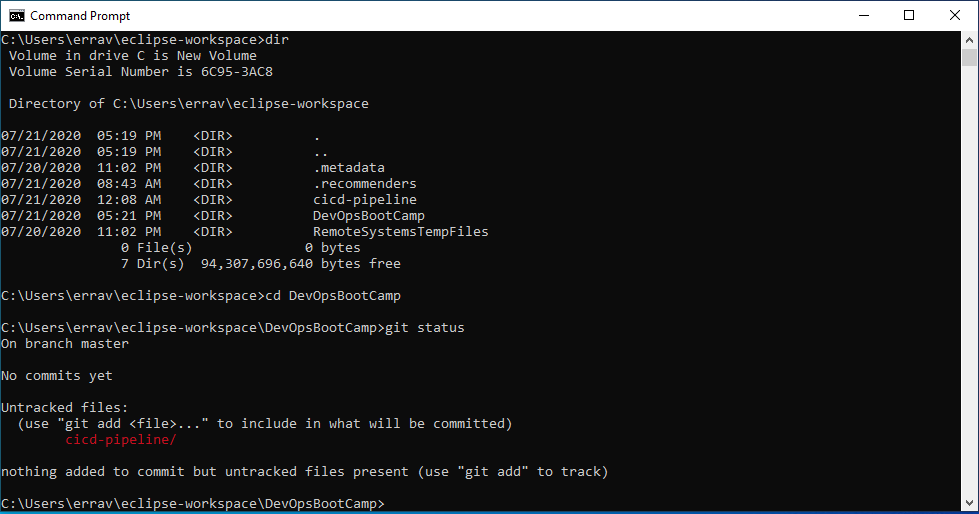 Command Prompt
C:\Users\errav\eclipse-workspace>dir
 Volume in drive C is New Volume
 Volume Serial Number is 6C95-3AC8

 Directory of C:\Users\errav\eclipse-workspace

07/21/2020  05:19 PM    <DIR>          .
07/21/2020  05:19 PM    <DIR>          ..
07/20/2020  11:02 PM    <DIR>          .metadata
07/21/2020  08:43 AM    <DIR>          .recommenders
07/21/2020  12:08 AM    <DIR>          cicd-pipeline
07/21/2020  05:21 PM    <DIR>          DevOpsBootCamp
07/20/2020  11:02 PM    <DIR>          RemoteSystemsTempFiles
               0 File(s)              0 bytes
               7 Dir(s)  94,307,696,640 bytes free

C:\Users\errav\eclipse-workspace>cd DevOpsBootCamp

C:\Users\errav\eclipse-workspace\DevOpsBootCamp>git status
On branch master

No commits yet

Untracked files:
  (use "git add <file>..." to include in what will be committed)
        cicd-pipeline/

nothing added to commit but untracked files present (use "git add" to track)

C:\Users\errav\eclipse-workspace\DevOpsBootCamp>